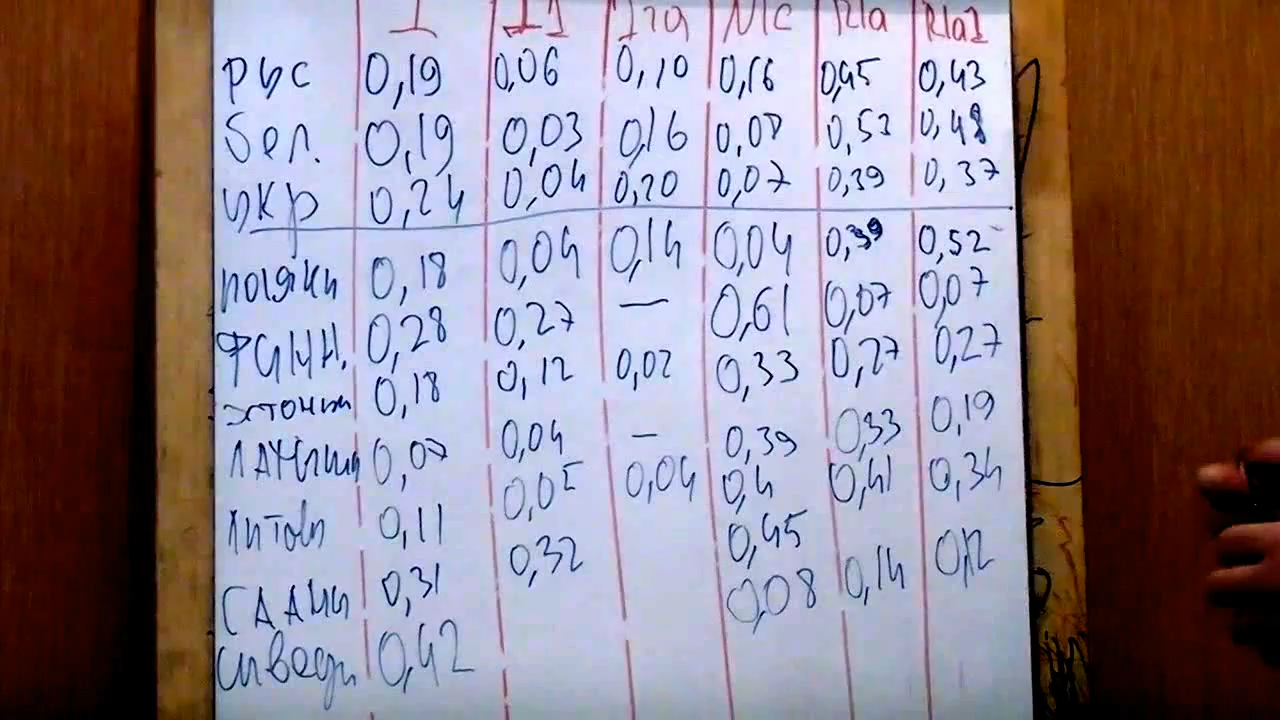 I I1 I2a N1c R1a R1a1
рус 0,19 0,06 0,10 0,16 0,45 0,43
бел. 0,19 0,03 0,16 0,08 0,52 0,48
укр 0,24 0,04 0,20 0,07 0,39 0,37
поляки 0,18 0,04 0,14 0,04 0,39 0,52
финн. 0,28 0,27 — 0,61 0,07 0,07
эстонцы 0,18 0,12 0,02 0,33 0,27 0,27
латыши 0,07 0,04 — 0,39 0,33 0,19
литовц 0,11 0,05 0,04 0,4 0,41 0,34
саамы 0,31 0,32 0,45 0,14 0,12
шведы 0,42 0,08